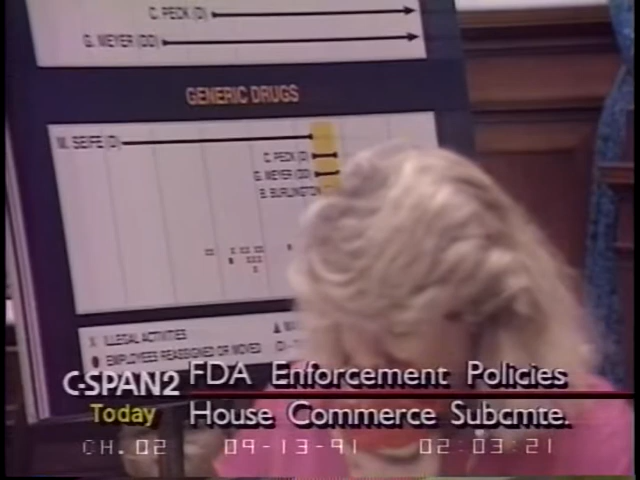 C. PECK (D)
G. MEYER (DD)
GENERIC DRUGS
M. SEIFE (D)
C. PECK (D)
G. MEYER (DD)
B. BURLINGTON
X ILLEGAL ACTIVITIES
EMPLOYEES REASSIGNED OR MOVED
C-SPAN2
Today
FDA Enforcement Policies
House Commerce Subcmte.
CH.02 09-13-91 02:03:21